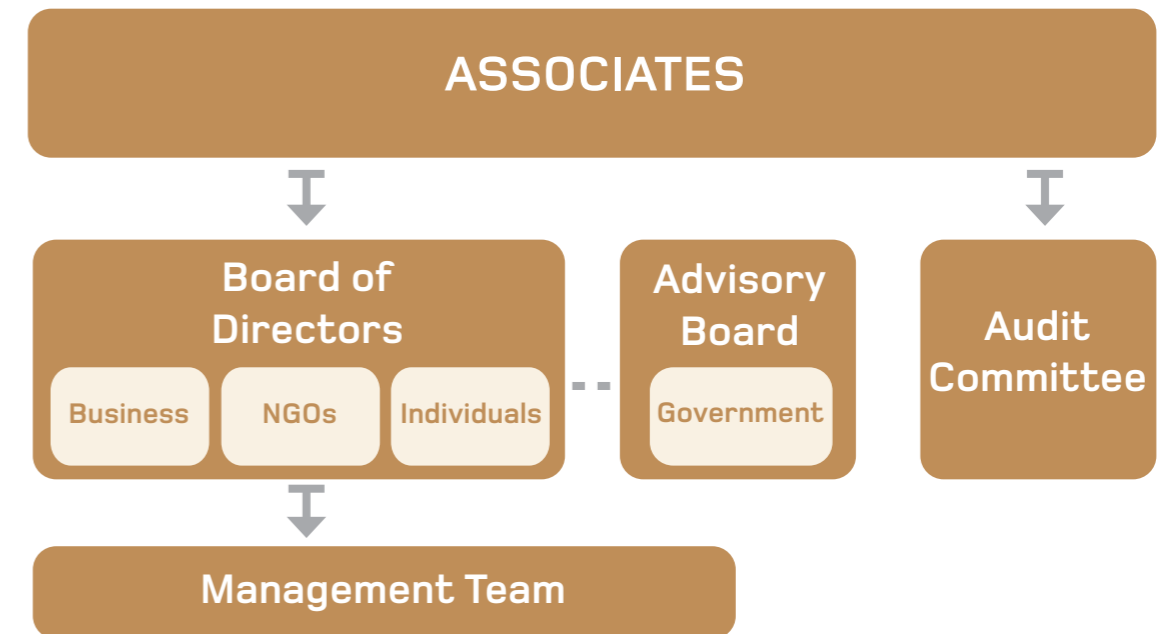 ASSOCIATES
Board of
Directors
Business
NGOs
Individuals
Advisory
Board
Government
Audit
Committee
Management Team